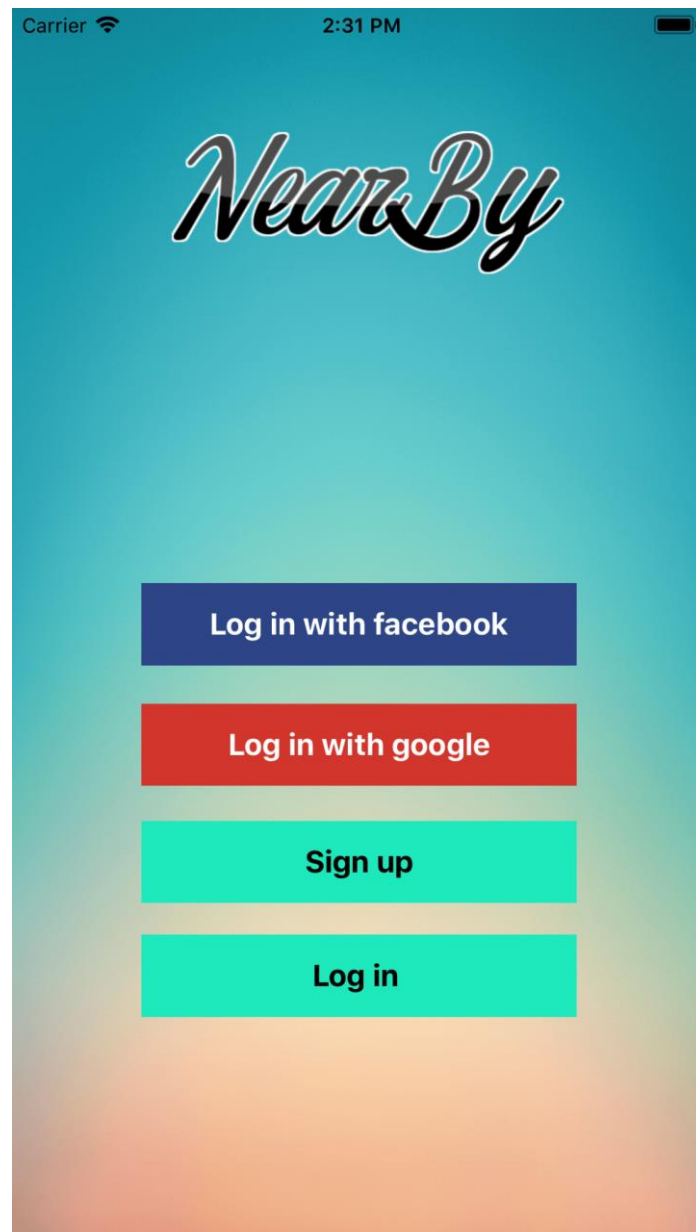 Carrier 2:31 PM
NearBy
Log in with facebook
Log in with google
Sign up
Log in